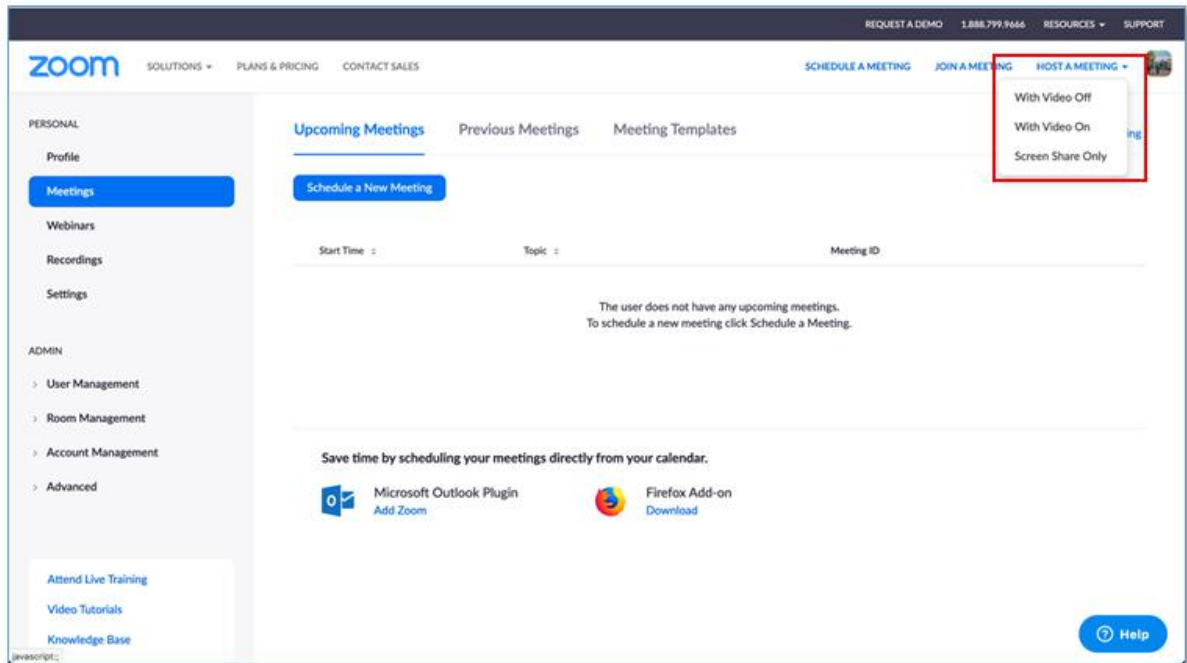 REQUEST A DEMO 1.888.799.9666 RESOURCES SUPPORT
zoom SOLUTIONS PLANS & PRICING CONTACT SALES SCHEDULE A MEETING JOIN A MEETING HOST A MEETING
With Video Off
With Video On
Screen Share Only
ing
PERSONAL
Profile
Meetings
Webinars
Recordings
Settings
ADMIN
> User Management
> Room Management
> Account Management
> Advanced
Attend Live Training
Video Tutorials
Knowledge Base
javascript:;
Upcoming Meetings Previous Meetings Meeting Templates
Schedule a New Meeting
Start Time Topic Meeting ID
The user does not have any upcoming meetings.
To schedule a new meeting click Schedule a Meeting.
Save time by scheduling your meetings directly from your calendar.
Microsoft Outlook Plugin
Add Zoom
Firefox Add-on
Download
Help